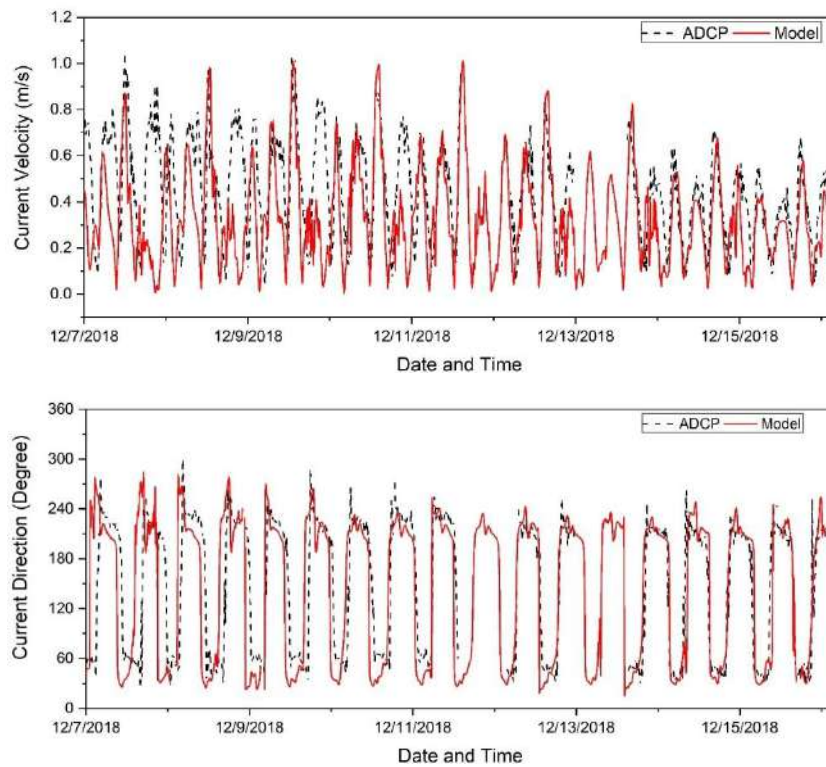 1.2
ADCP Model
1.0
0.8
0.6
0.4
0.2
0.0
Current Velocity (m/s)
12/7/2018 12/9/2018 12/11/2018 12/13/2018 12/15/2018
Date and Time
360
ADCP Model
300
240
180
120
60
0
Current Direction (Degree)
12/7/2018 12/9/2018 12/11/2018 12/13/2018 12/15/2018
Date and Time